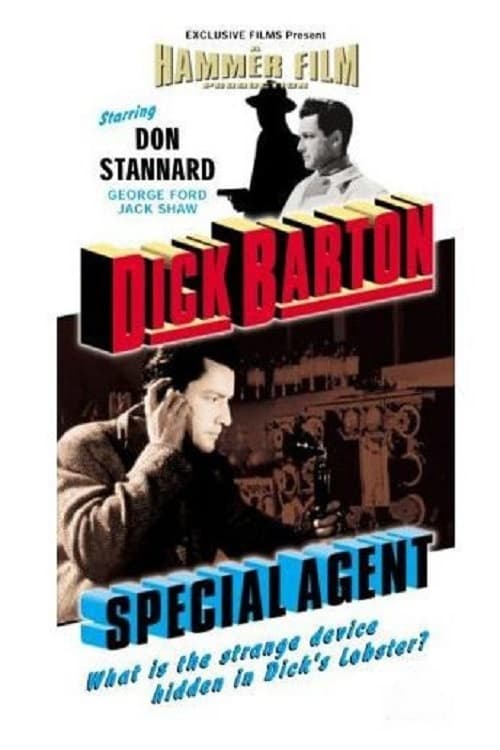 EXCLUSIVE FILMS Present
A
HAMMER FILM
PRODUCTION
Starring
DON
STANNARD
GEORGE FORD
JACK SHAW
DICK BARTON
SPECIAL AGENT
What is the strange device
hidden in Dick's Lobster?